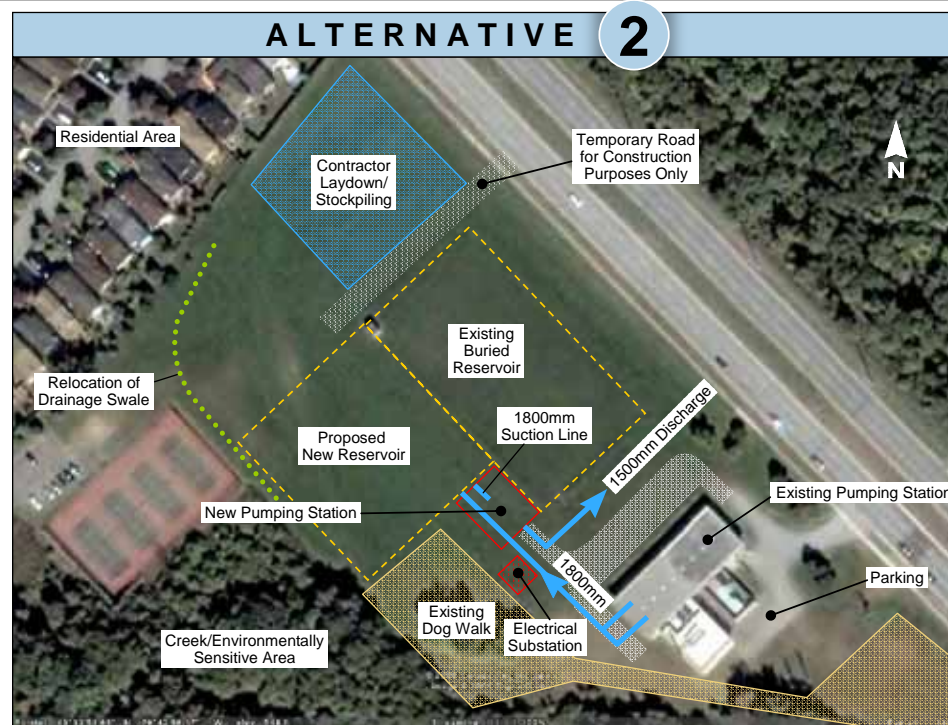 ALTERNATIVE 2
Residential Area
Contractor
Laydown/
Stockpiling
Temporary Road
for Construction
Purposes Only
N
Existing
Buried
Reservoir
Relocation of
Drainage Swale
1800mm
Suction Line
1500mm Discharge
Proposed
New Reservoir
New Pumping Station
Existing Pumping Station
1800mm
Parking
Existing
Dog Walk
Electrical
Substation
Creek/Environmentally
Sensitive Area